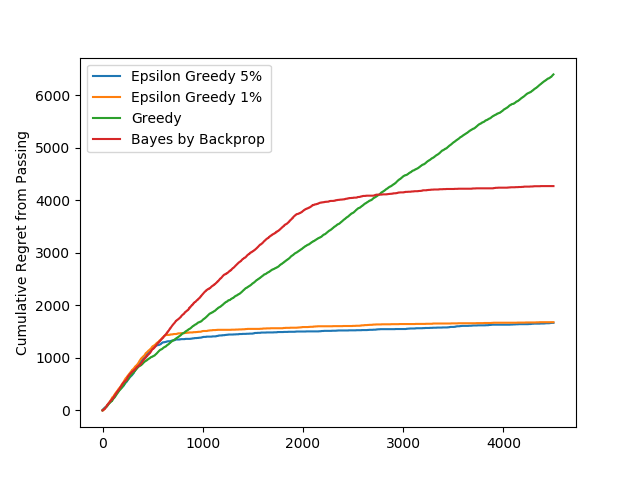 Epsilon Greedy 5%
Epsilon Greedy 1%
Greedy
Bayes by Backprop
Cumulative Regret from Passing
6000
5000
4000
3000
2000
1000
0
0 1000 2000 3000 4000